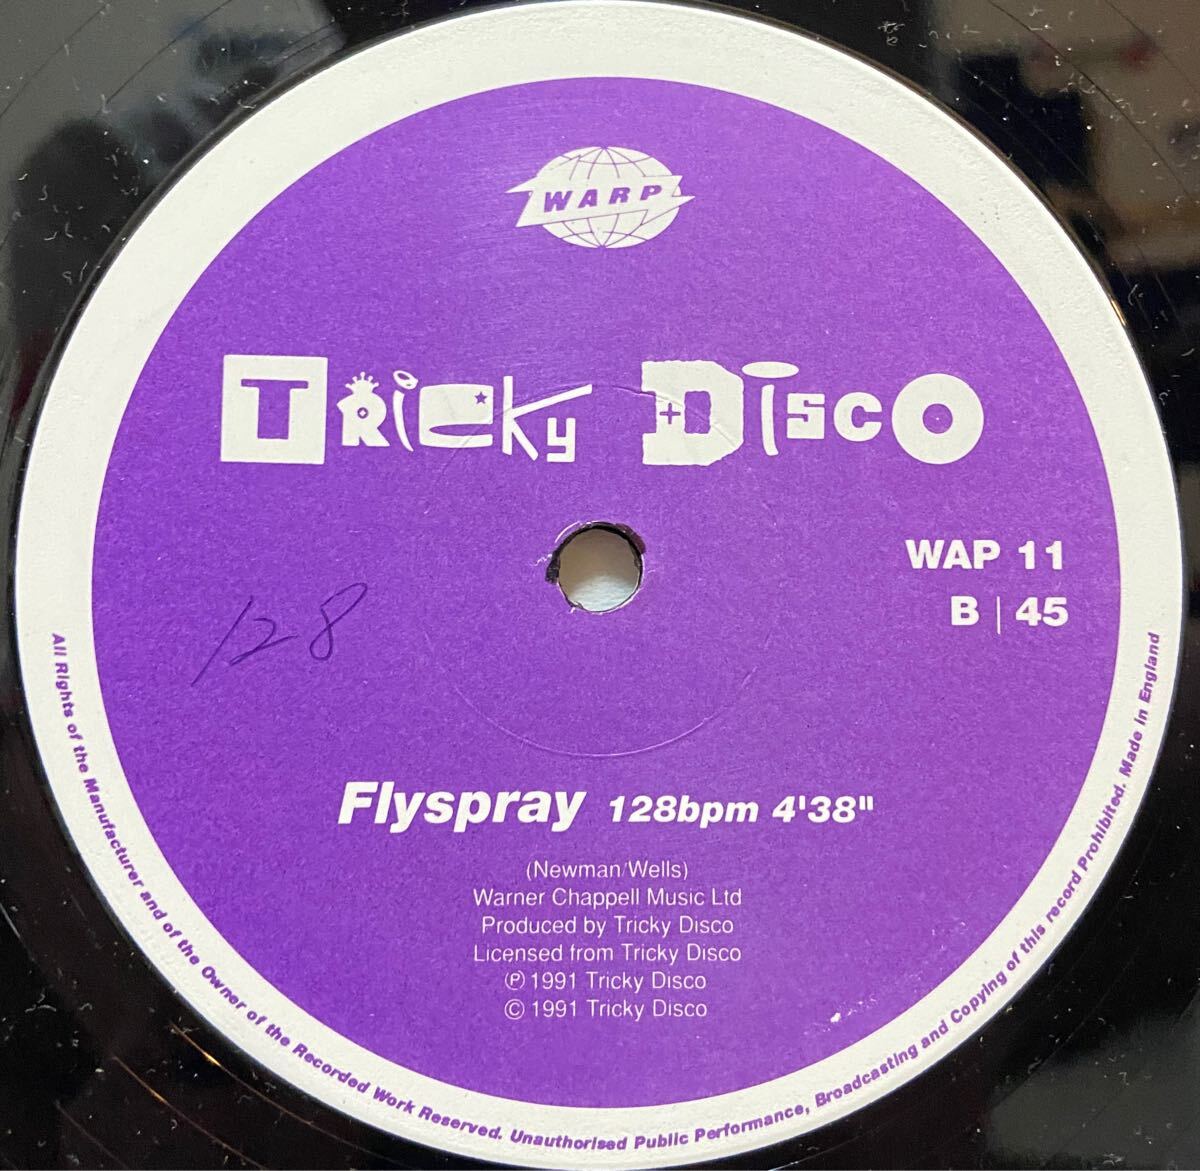 WARP
Tricky Disco
WAP 11
B | 45
128
Flyspray 128bpm 4'38"
(Newman/Wells)
Warner Chappell Music Ltd
Produced by Tricky Disco
Licensed from Tricky Disco
℗ 1991 Tricky Disco
© 1991 Tricky Disco
All Rights of the Manufacturer and of the Owner of the Recorded Work Reserved. Unauthorised Public Performance, Broadcasting and Copying of this record Prohibited. Made in England